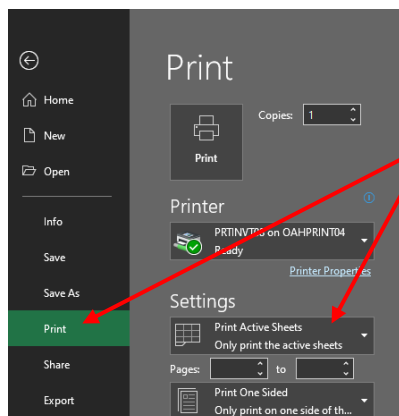 Print
Home
New
Open
Info
Save
Save As
Print
Share
Export
Copies: 1
Print
Printer
on OAHPRINT04
Ready
Printer Properties
Settings
Print Active Sheets
Only print the active sheets
Pages: to
Print One Sided
Only print on one side of th...